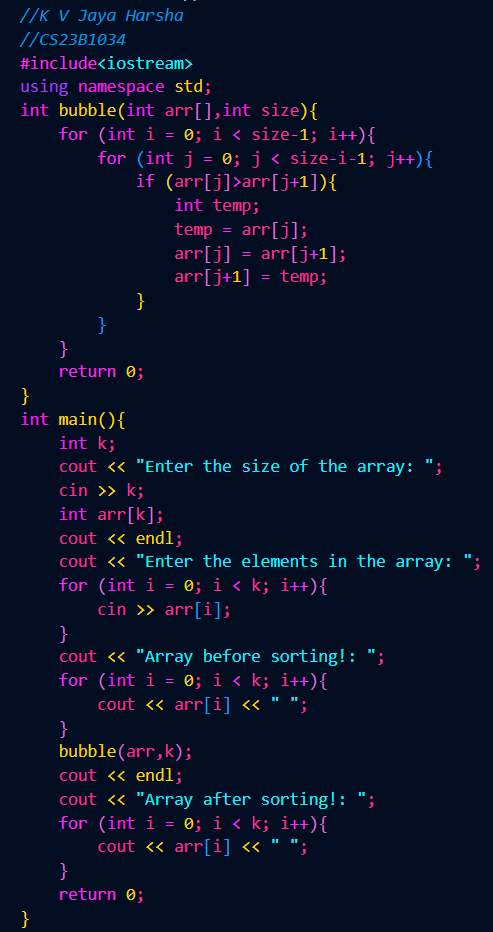 //K V Jaya Harsha
//CS23B1034
#include<iostream>
using namespace std;
int bubble(int arr[],int size){
    for (int i = 0; i < size-1; i++){
        for (int j = 0; j < size-i-1; j++){
            if (arr[j]>arr[j+1]){
                int temp;
                temp = arr[j];
                arr[j] = arr[j+1];
                arr[j+1] = temp;
            }
        }
    }
    return 0;
}
int main(){
    int k;
    cout << "Enter the size of the array: ";
    cin >> k;
    int arr[k];
    cout << endl;
    cout << "Enter the elements in the array: ";
    for (int i = 0; i < k; i++){
        cin >> arr[i];
    }
    cout << "Array before sorting!: ";
    for (int i = 0; i < k; i++){
        cout << arr[i] << " ";
    }
    bubble(arr,k);
    cout << endl;
    cout << "Array after sorting!: ";
    for (int i = 0; i < k; i++){
        cout << arr[i] << " ";
    }
    return 0;
}